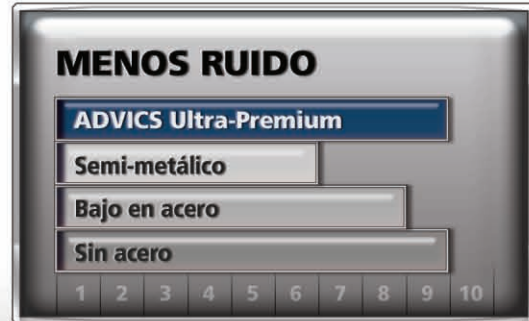 MENOS RUIDO
ADVICS Ultra-Premium
Semi-metálico
Bajo en acero
Sin acero
1 2 3 4 5 6 7 8 9 10